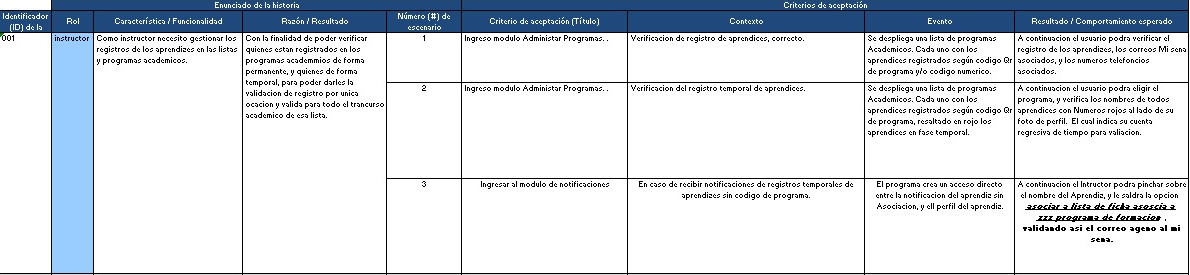 Enunciado de la historia
Criterios de aceptación
Identificador
(ID) de la
Rol
Característica / Funcionalidad
Razón / Resultado
Número (#) de
escenario
Criterio de aceptación (Título)
Contexto
Evento
Resultado / Comportamiento esperado
001
instructor
Como instructor necesito gestionar los
registros de los aprendizes en las listas
y programas academicos.
Con la finalidad de poder verificar
quienes estan registrados en los
programas academmios de forma
permanente, y quienes de forma
temporal, para poder darles la
validacion de registro por unica
ocacion y valida para todo el trancurso
academico de esa lista.
1
Ingreso modulo Administar Programas. .
Verificacion de registro de aprendices, correcto.
Se despliega una lista de programas
Academicos. Cada uno con los
aprendices registrados según codigo Qr
de programa y/o codigo numerico.
A continuacion el usuario podra verificar el
registro de los aprendizes, los correos Mi sena
asociados, y los numeros telefoncios
asociados.
2
Ingreso modulo Administar Programas. .
Verificacion del registro temporal de aprendices.
Se despliega una lista de programas
Academicos. Cada uno con los
aprendices registrados según codigo Qr
de programa, resaltado en rojo los
aprendices en fase temporal.
A continuacion el usuario podra eligir el
programa, y verifica los nombres de todos
aprendices con Numeros rojos al lado de su
foto de perfil. El cual indica su cuenta
regresiva de tiempo para valiacion.
3
Ingresar al modulo de notificaciones
En caso de recibir notificaciones de registros temporales de
aprendizes sin codigo de programa.
El programa crea un acceso directo
entre la notificacion del aprendiz sin
Asociacion, y ell perfil del aprendiz.
A continuacion el Intructor podra pinchar sobre
el nombre del Aprendiz, y le saldra la opcion
asociar a lista de ficha asoscia a
zzz programa de formacion ,
validando asi el correo ageno al mi
sena.